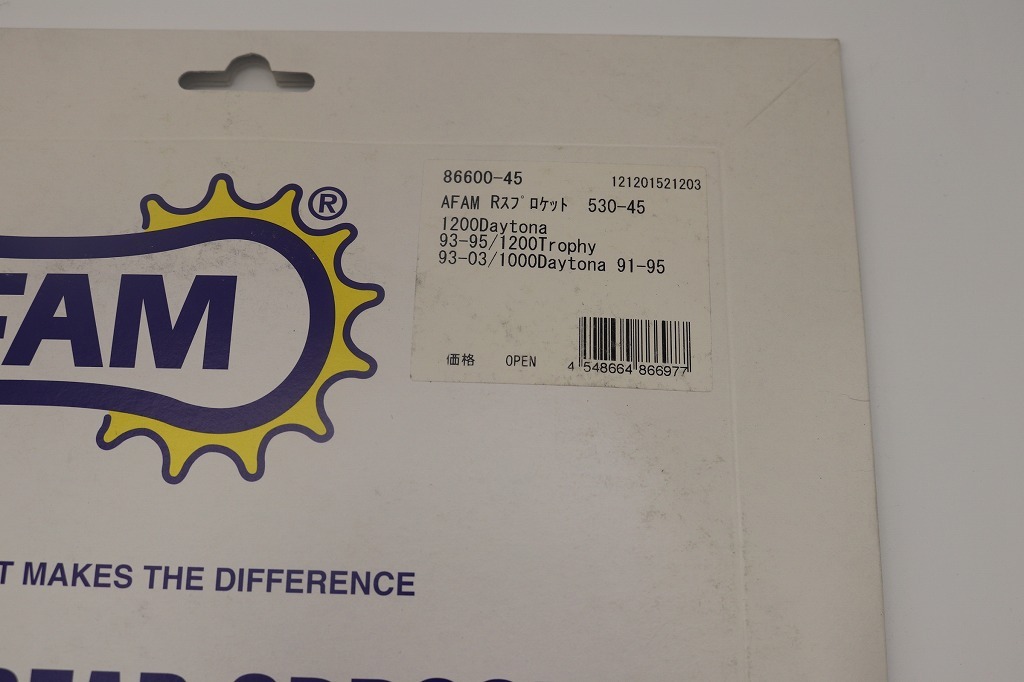 86600-45 121201521203
AFAM Rスプロケット 530-45
1200Daytona
93-95/1200Trophy
93-03/1000Daytona 91-95
価格 OPEN
4 548664 866977
®
FAM
T MAKES THE DIFFERENCE